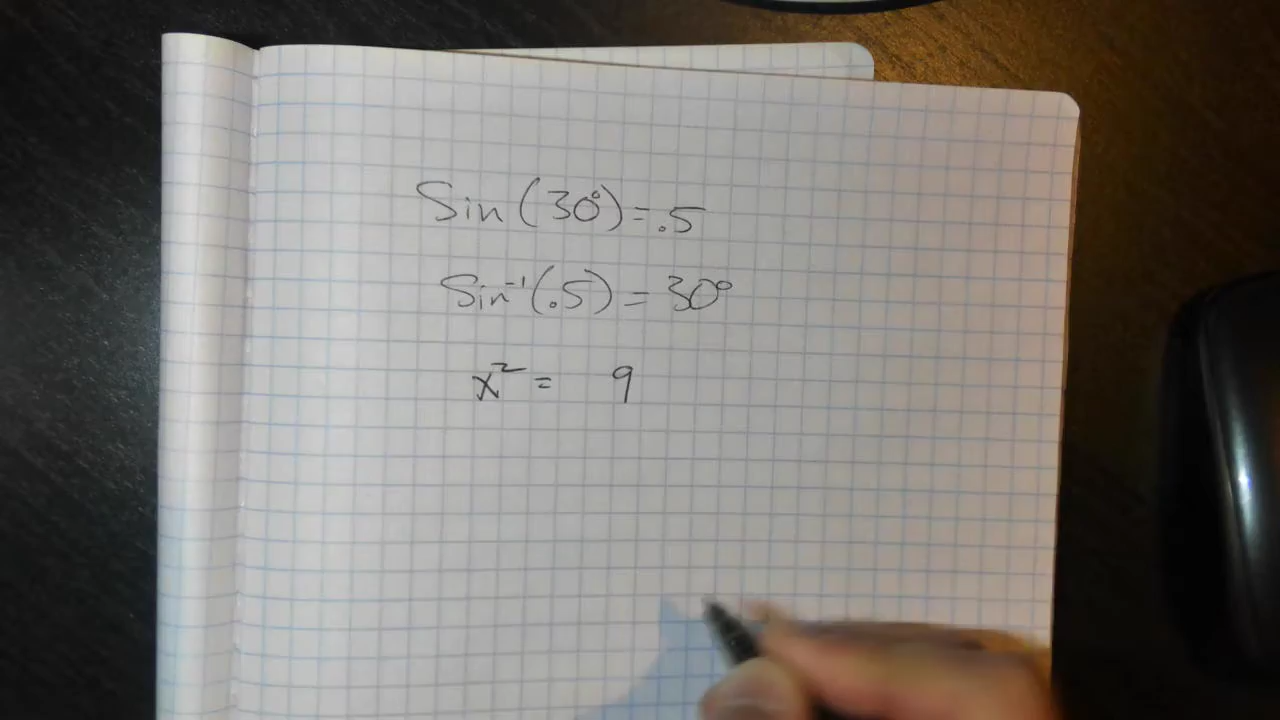 Sin (30°) = .5
Sin⁻¹(.5) = 30°
x² = 9